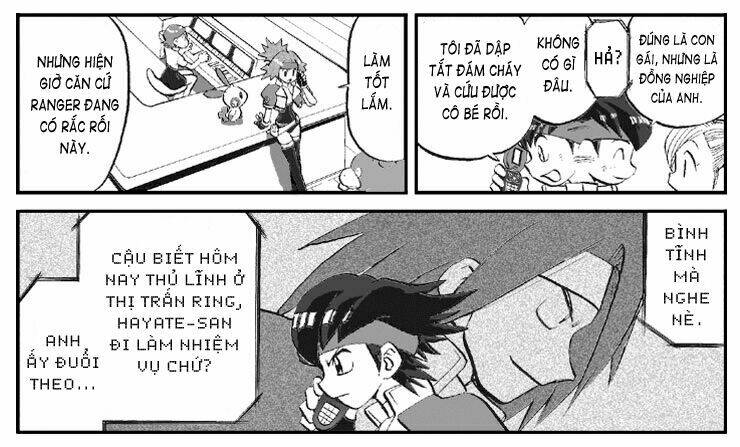 ĐÚNG LÀ CON
GÁI, NHƯNG LÀ
ĐỒNG NGHIỆP
CỦA ANH.
HẢ?
KHÔNG
CÓ GÌ
ĐÂU.
TÔI ĐÃ DẬP
TẮT ĐÁM CHÁY
VÀ CỨU ĐƯỢC
CÔ BÉ RỒI.
LÀM
TỐT
LẮM.
NHƯNG HIỆN
GIỜ CĂN CỨ
RANGER ĐANG
CÓ RẮC RỐI
NÀY.
BÌNH
TĨNH
MÀ
NGHE
NÈ.
CẬU BIẾT HÔM
NAY THỦ LĨNH Ở
THỊ TRẤN RING,
HAYATE-SAN
ĐI LÀM NHIỆM
VỤ CHỨ?
ANH
ẤY ĐUỔI
THEO...